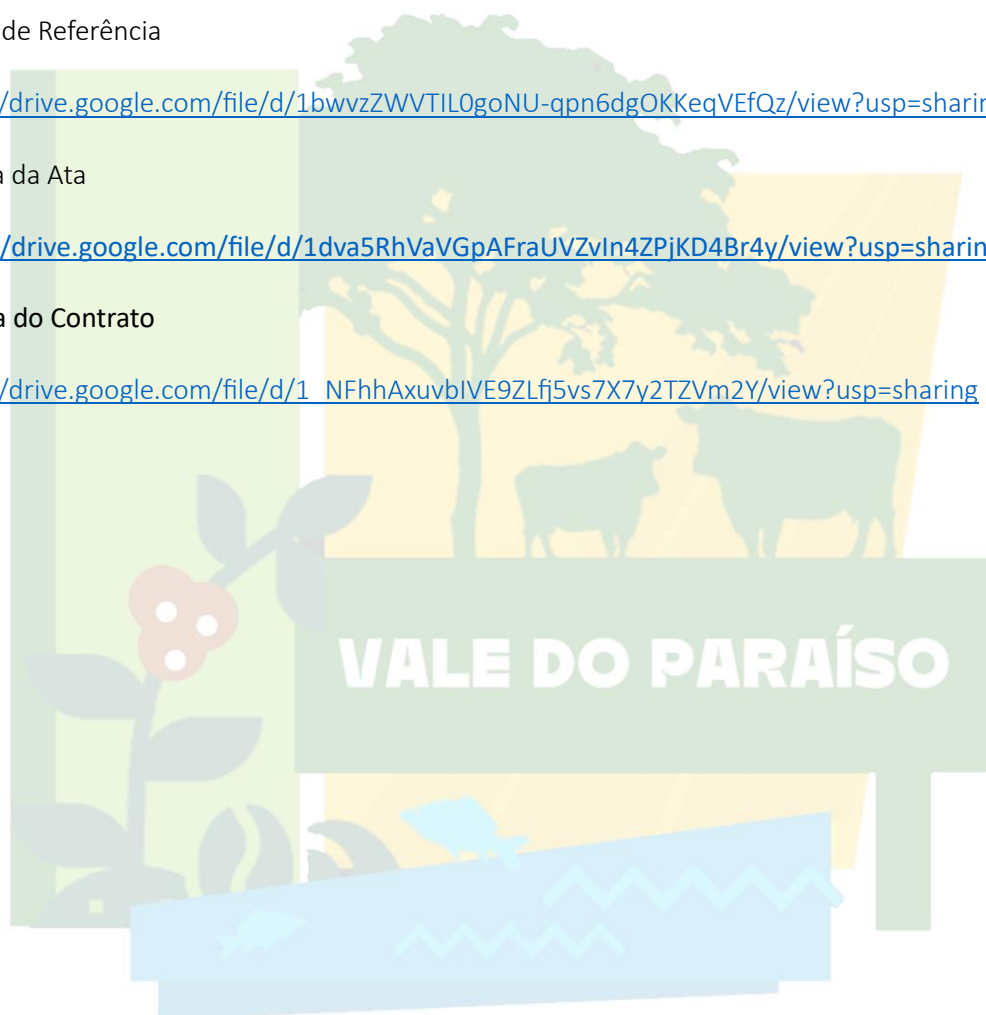 de Referência
/drive.google.com/file/d/1bwvzZWVTIL0goNU-qpn6dgOKKeqVEfQz/view?usp=sharin
a da Ata
/drive.google.com/file/d/1dva5RhVaVGpAFraUVZvIn4ZPjKD4Br4y/view?usp=sharin
a do Contrato
/drive.google.com/file/d/1_NFhhAxuvbIVE9ZLfj5vs7X7y2TZVm2Y/view?usp=sharing
VALE DO PARAÍSO